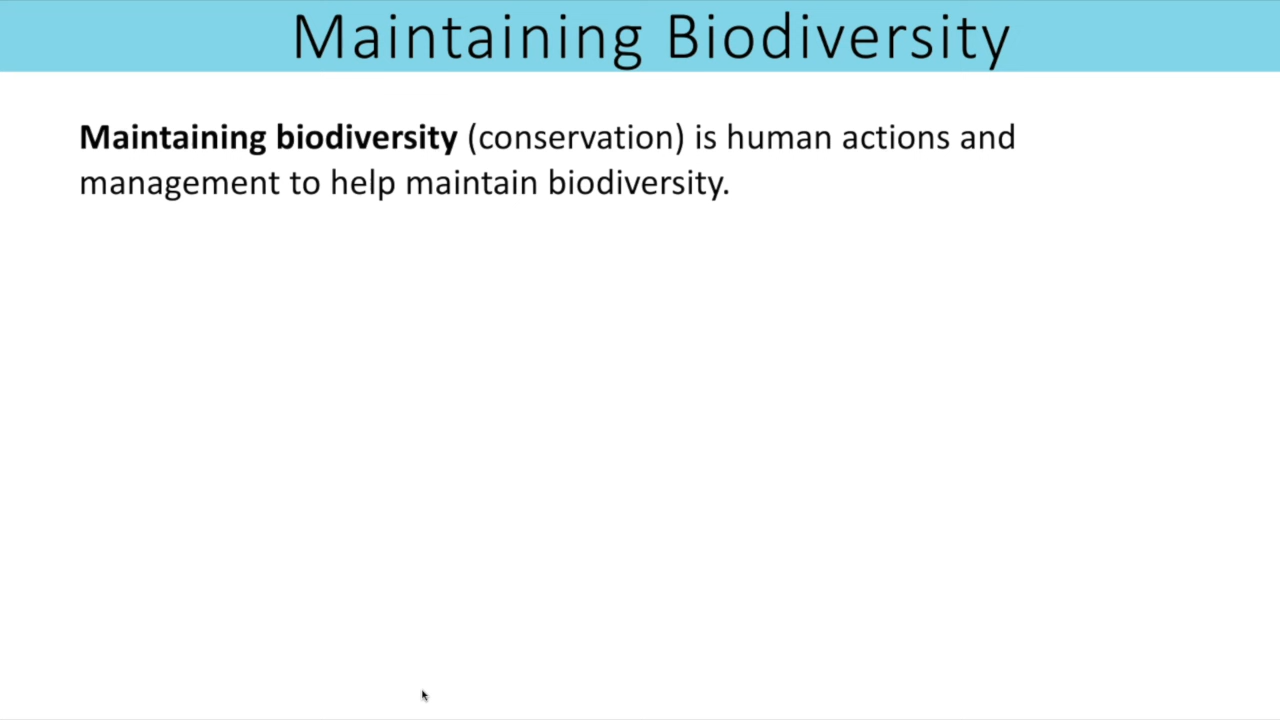 Maintaining Biodiversity
Maintaining biodiversity (conservation) is human actions and
management to help maintain biodiversity.